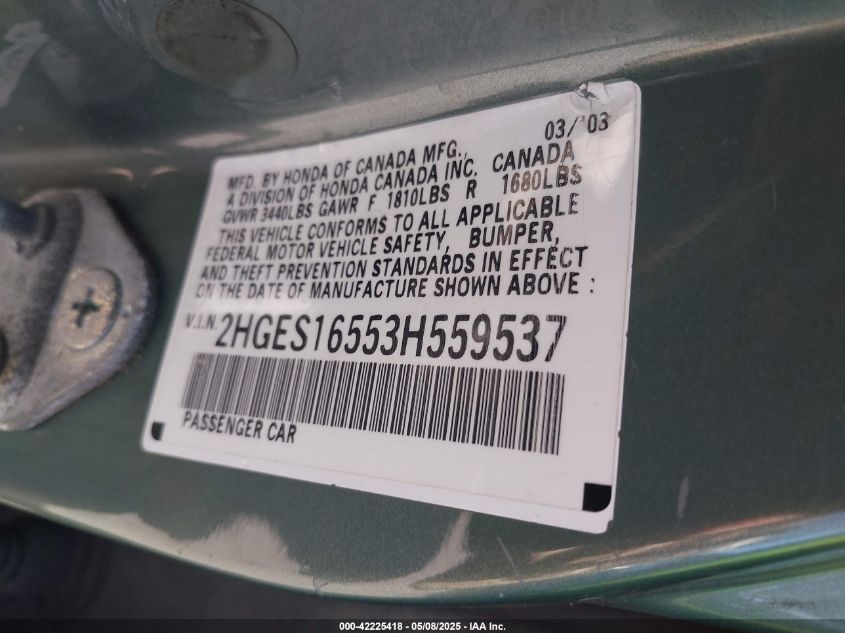 03/ 03
MFD. BY HONDA OF CANADA MFG.,
A DIVISION OF HONDA CANADA INC. CANADA
GVWR 3440LBS GAWR F 1810LBS R 1680LBS
THIS VEHICLE CONFORMS TO ALL APPLICABLE
FEDERAL MOTOR VEHICLE SAFETY, BUMPER,
AND THEFT PREVENTION STANDARDS IN EFFECT
ON THE DATE OF MANUFACTURE SHOWN ABOVE :
V.I.N. 2HGES16553H559537
PASSENGER CAR
000-42225418 - 05/08/2025 - IAA Inc.